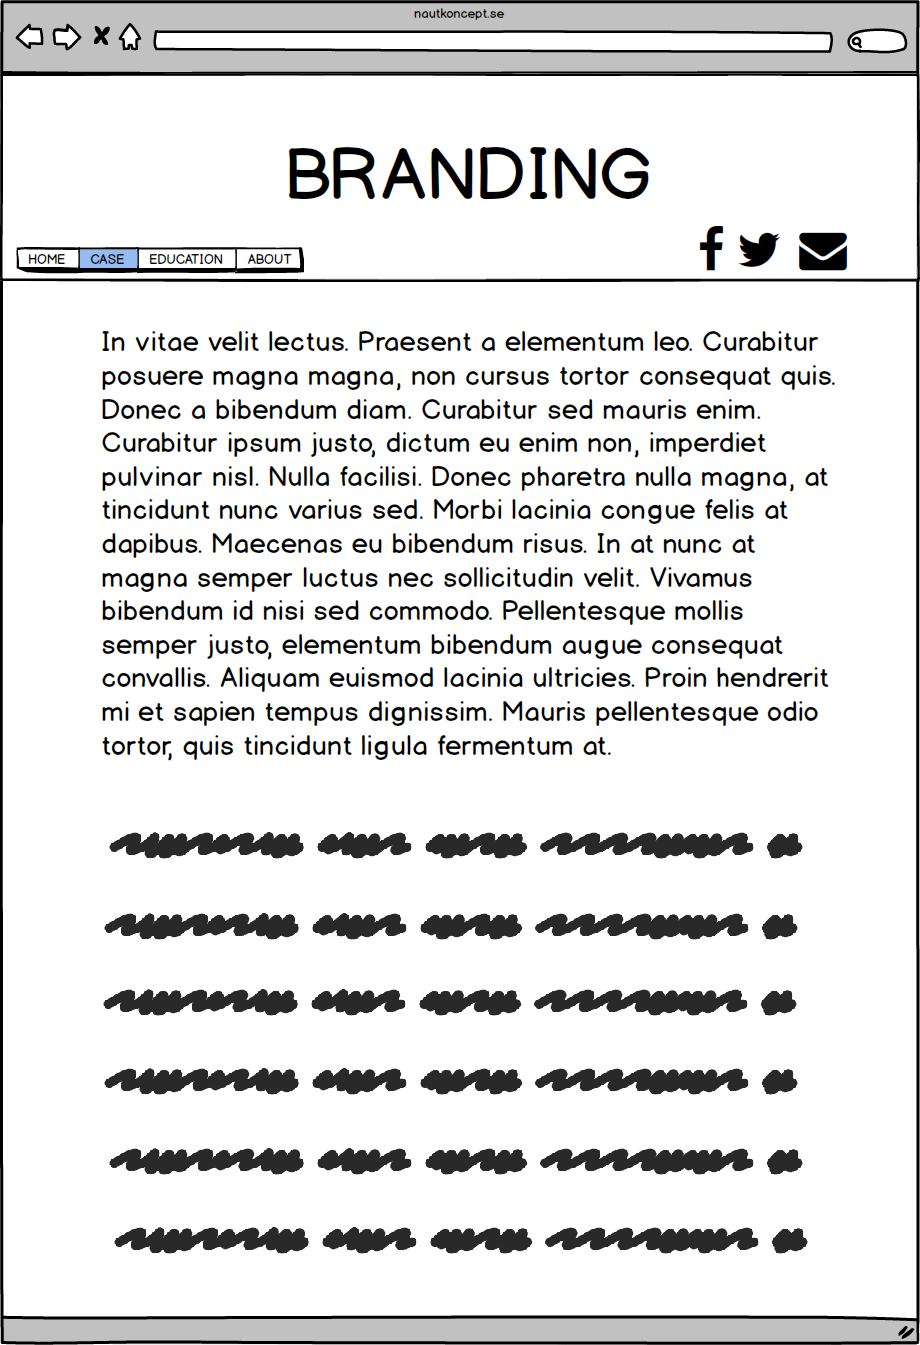 nautkoncept.se
BRANDING
HOME CASE EDUCATION ABOUT
In vitae velit lectus. Praesent a elementum leo. Curabitur
posuere magna magna, non cursus tortor consequat quis.
Donec a bibendum diam. Curabitur sed mauris enim.
Curabitur ipsum justo, dictum eu enim non, imperdiet
pulvinar nisl. Nulla facilisi. Donec pharetra nulla magna, at
tincidunt nunc varius sed. Morbi lacinia congue felis at
dapibus. Maecenas eu bibendum risus. In at nunc at
magna semper luctus nec sollicitudin velit. Vivamus
bibendum id nisi sed commodo. Pellentesque mollis
semper justo, elementum bibendum augue consequat
convallis. Aliquam euismod lacinia ultricies. Proin hendrerit
mi et sapien tempus dignissim. Mauris pellentesque odio
tortor, quis tincidunt ligula fermentum at.